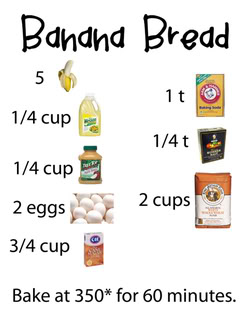 Banana Bread
5
1/4 cup
1/4 cup
2 eggs
3/4 cup
1 t
1/4 t
2 cups
Bake at 350* for 60 minutes.